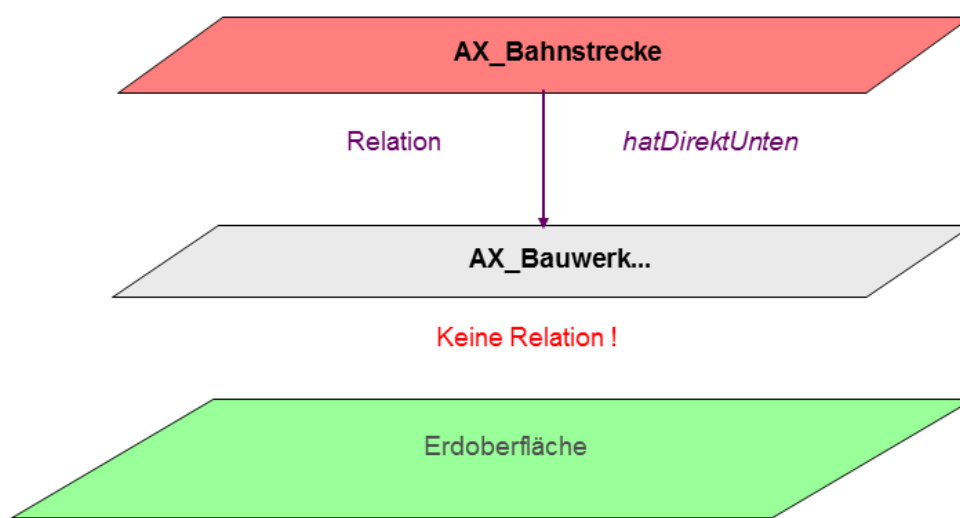 AX_Bahnstrecke
Relation hatDirektUnten
AX_Bauwerk...
Keine Relation !
Erdoberfläche